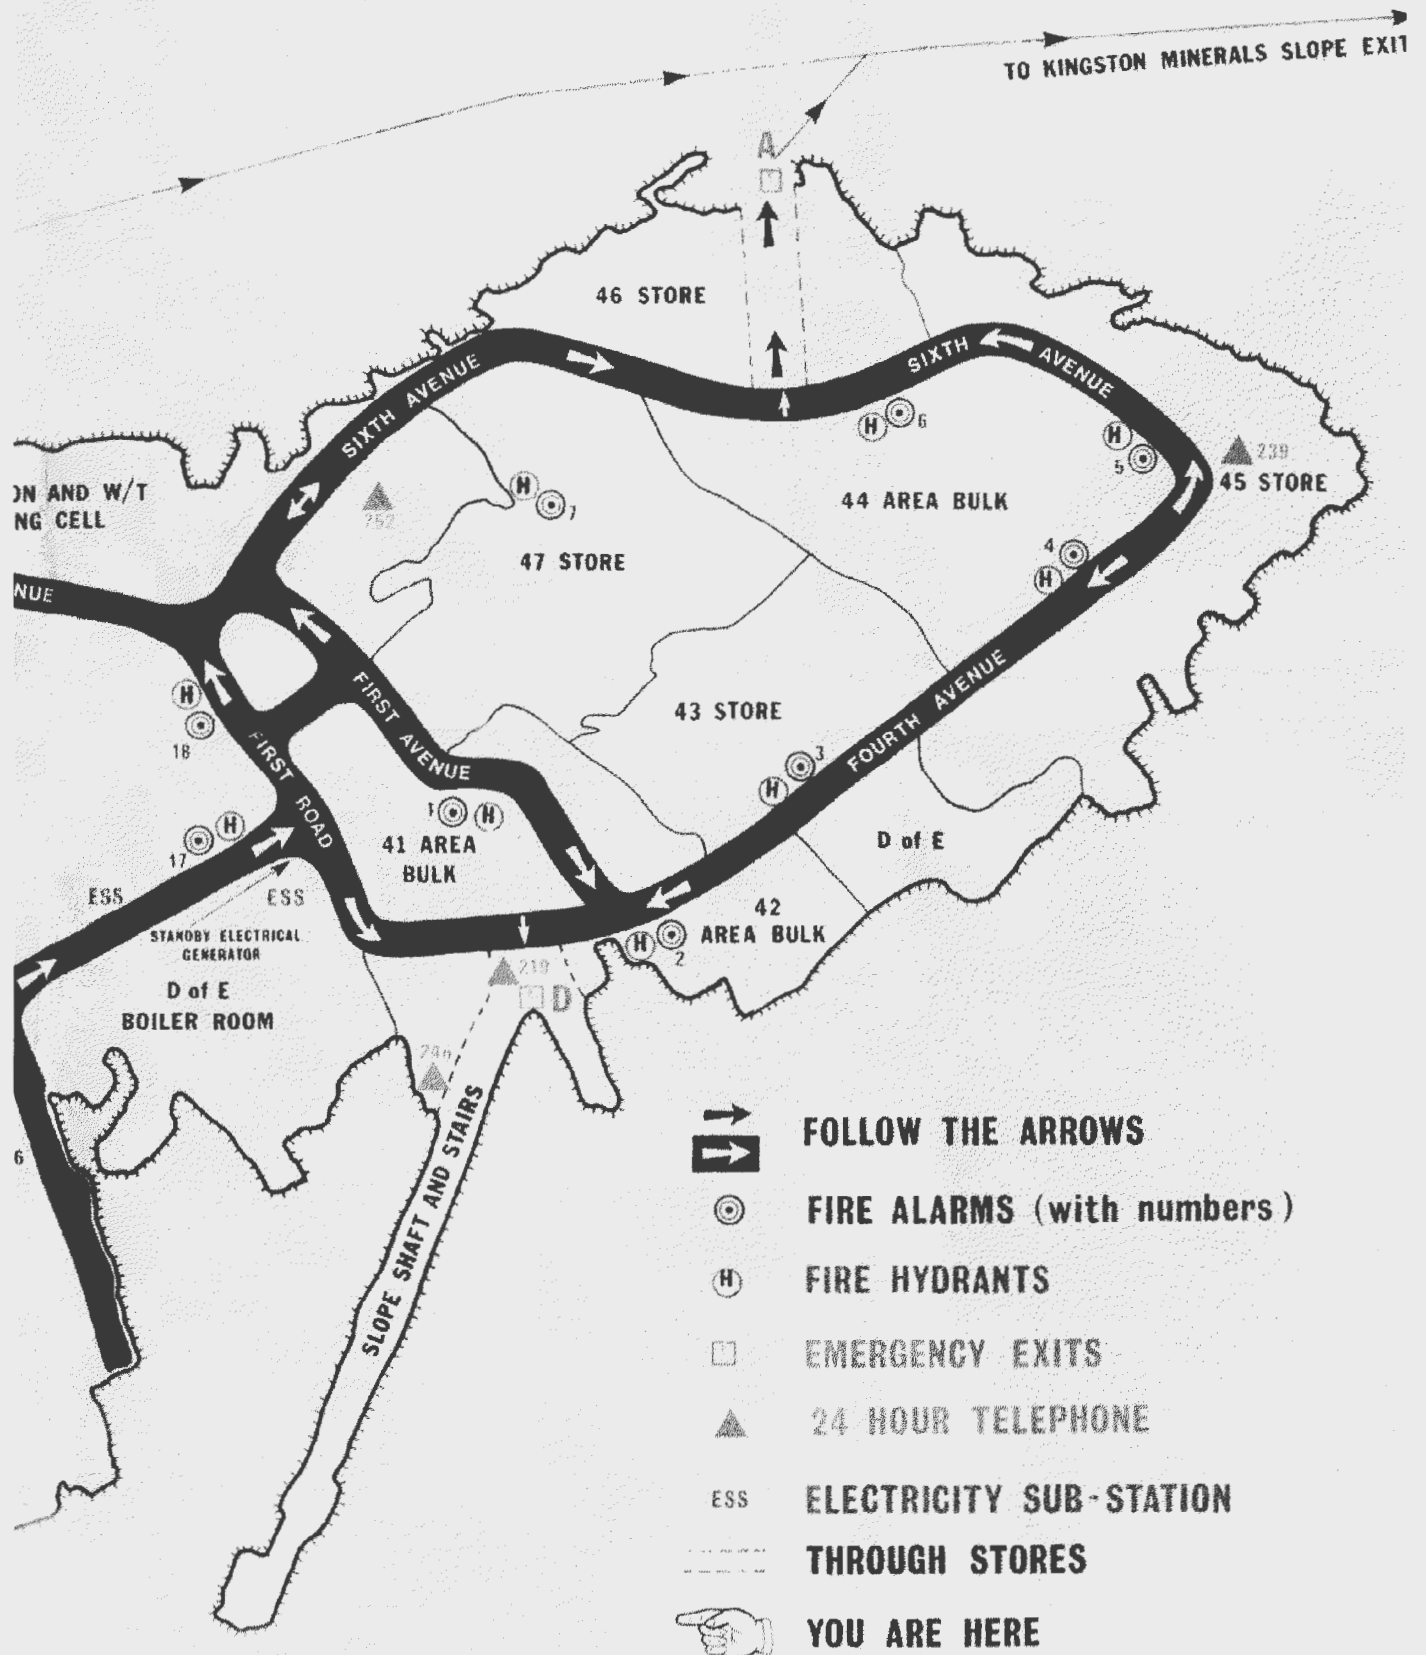 TO KINGSTON MINERALS SLOPE EXIT
A
46 STORE
SIXTH AVENUE
SIXTH AVENUE
H 6
H
5
239
45 STORE
ON AND W/T
NG CELL
H 7
44 AREA BULK
4
H
47 STORE
NUE
FIRST AVENUE
H
18
43 STORE
FOURTH AVENUE
3
H
FIRST ROAD
1 H
H
17
41 AREA
BULK
D of E
ESS
ESS
42
AREA BULK
H 2
STANDBY ELECTRICAL
GENERATOR
219
D
D of E
BOILER ROOM
SLOPE SHAFT AND STAIRS
6
FOLLOW THE ARROWS
FIRE ALARMS (with numbers)
H FIRE HYDRANTS
EMERGENCY EXITS
24 HOUR TELEPHONE
ESS ELECTRICITY SUB-STATION
THROUGH STORES
YOU ARE HERE